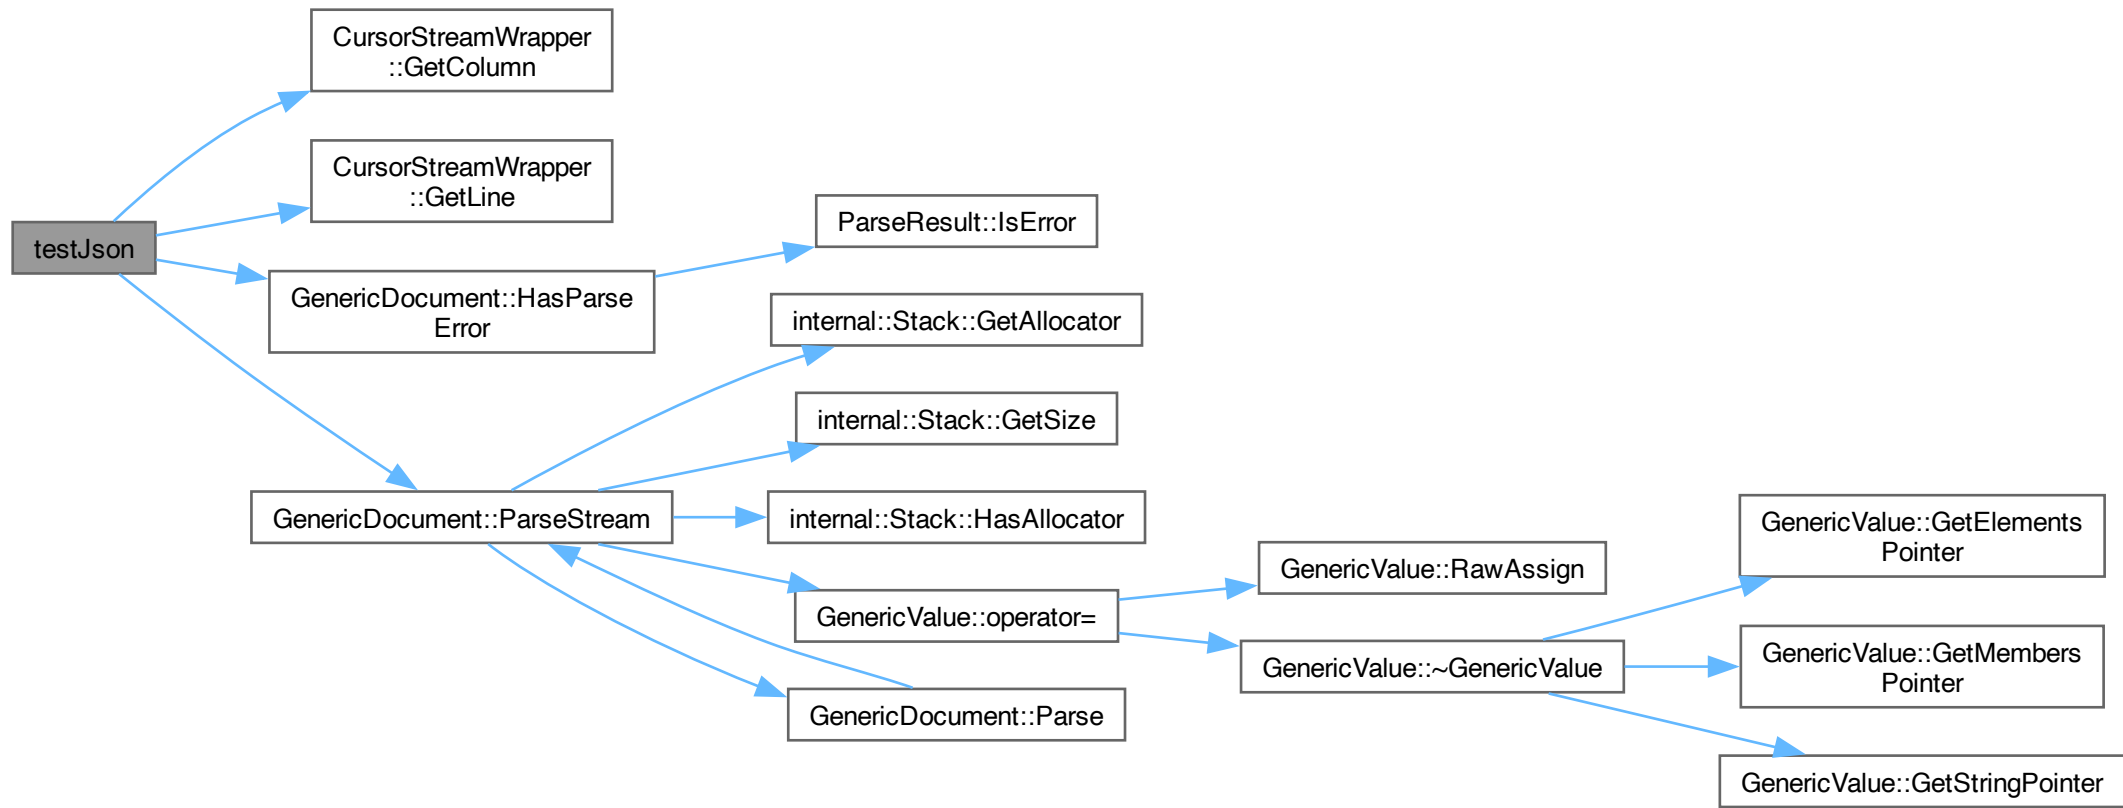 CursorStreamWrapper
::GetColumn
CursorStreamWrapper
::GetLine
testJson
GenericDocument::HasParse
Error
ParseResult::IsError
internal::Stack::GetAllocator
internal::Stack::GetSize
GenericDocument::ParseStream
internal::Stack::HasAllocator
GenericValue::operator=
GenericDocument::Parse
GenericValue::RawAssign
GenericValue::~GenericValue
GenericValue::GetElements
Pointer
GenericValue::GetMembers
Pointer
GenericValue::GetStringPointer